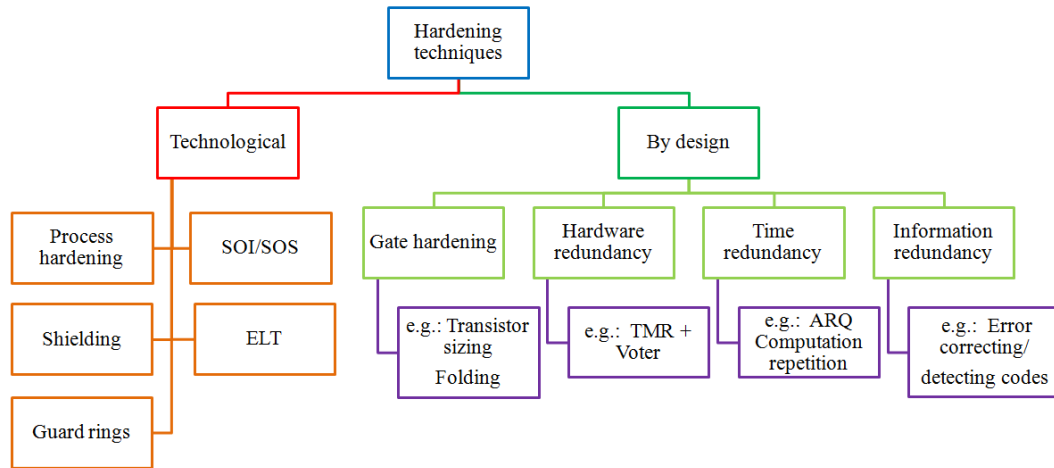 Hardening
techniques
Technological
By design
Process
hardening
SOI/SOS
Shielding
ELT
Guard rings
Gate hardening
Hardware
redundancy
Time
redundancy
Information
redundancy
e.g.: Transistor
sizing
Folding
e.g.: TMR +
Voter
e.g.: ARQ
Computation
repetition
e.g.: Error
correcting/
detecting codes